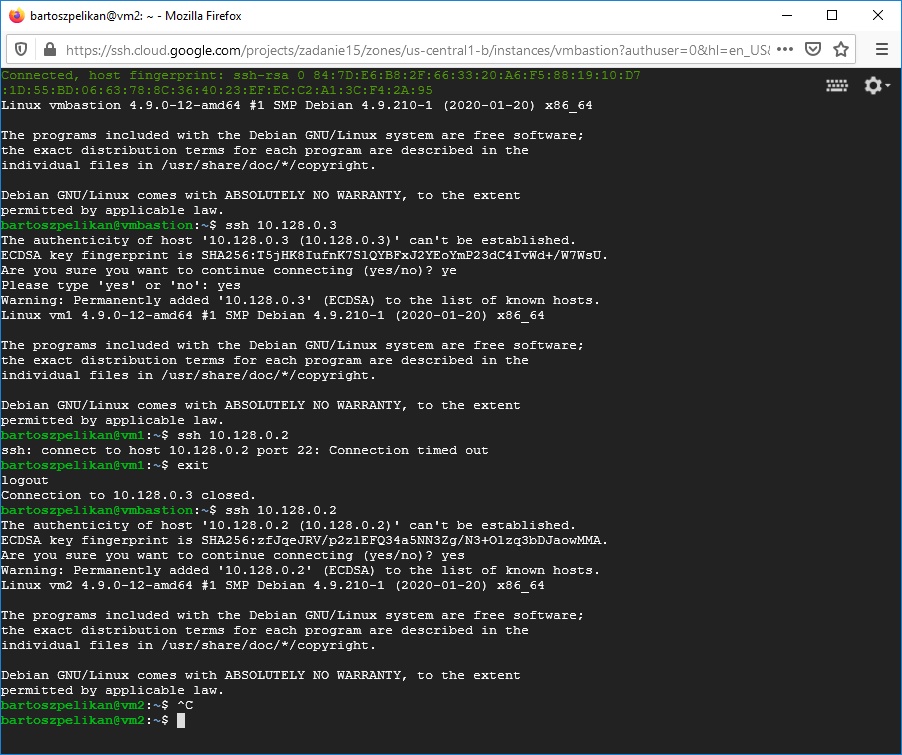 bartoszpelikan@vm2: ~ - Mozilla Firefox
https://ssh.cloud.google.com/projects/zadanie15/zones/us-central1-b/instances/vmbastion?authuser=0&hl=en_US&
Connected, host fingerprint: ssh-rsa 0 84:7D:E6:B8:2F:66:33:20:A6:F5:88:19:10:D7
:1D:55:BD:06:63:78:8C:36:40:23:EF:EC:C2:A1:3C:F4:2A:95
Linux vmbastion 4.9.0-12-amd64 #1 SMP Debian 4.9.210-1 (2020-01-20) x86_64
The programs included with the Debian GNU/Linux system are free software;
the exact distribution terms for each program are described in the
individual files in /usr/share/doc/*/copyright.
Debian GNU/Linux comes with ABSOLUTELY NO WARRANTY, to the extent
permitted by applicable law.
bartoszpelikan@vmbastion:~$ ssh 10.128.0.3
The authenticity of host '10.128.0.3 (10.128.0.3)' can't be established.
ECDSA key fingerprint is SHA256:T5jHK8IufnK7SlQYBFxJ2YEoYmP23dC4IvWd+/W7WsU.
Are you sure you want to continue connecting (yes/no)? ye
Please type 'yes' or 'no': yes
Warning: Permanently added '10.128.0.3' (ECDSA) to the list of known hosts.
Linux vm1 4.9.0-12-amd64 #1 SMP Debian 4.9.210-1 (2020-01-20) x86_64
The programs included with the Debian GNU/Linux system are free software;
the exact distribution terms for each program are described in the
individual files in /usr/share/doc/*/copyright.
Debian GNU/Linux comes with ABSOLUTELY NO WARRANTY, to the extent
permitted by applicable law.
bartoszpelikan@vm1:~$ ssh 10.128.0.2
ssh: connect to host 10.128.0.2 port 22: Connection timed out
bartoszpelikan@vm1:~$ exit
logout
Connection to 10.128.0.3 closed.
bartoszpelikan@vmbastion:~$ ssh 10.128.0.2
The authenticity of host '10.128.0.2 (10.128.0.2)' can't be established.
ECDSA key fingerprint is SHA256:zfJqeJRV/p2zlEFQ34a5NN3Zg/N3+Olzq3bDJaowMMA.
Are you sure you want to continue connecting (yes/no)? yes
Warning: Permanently added '10.128.0.2' (ECDSA) to the list of known hosts.
Linux vm2 4.9.0-12-amd64 #1 SMP Debian 4.9.210-1 (2020-01-20) x86_64
The programs included with the Debian GNU/Linux system are free software;
the exact distribution terms for each program are described in the
individual files in /usr/share/doc/*/copyright.
Debian GNU/Linux comes with ABSOLUTELY NO WARRANTY, to the extent
permitted by applicable law.
bartoszpelikan@vm2:~$ ^C
bartoszpelikan@vm2:~$